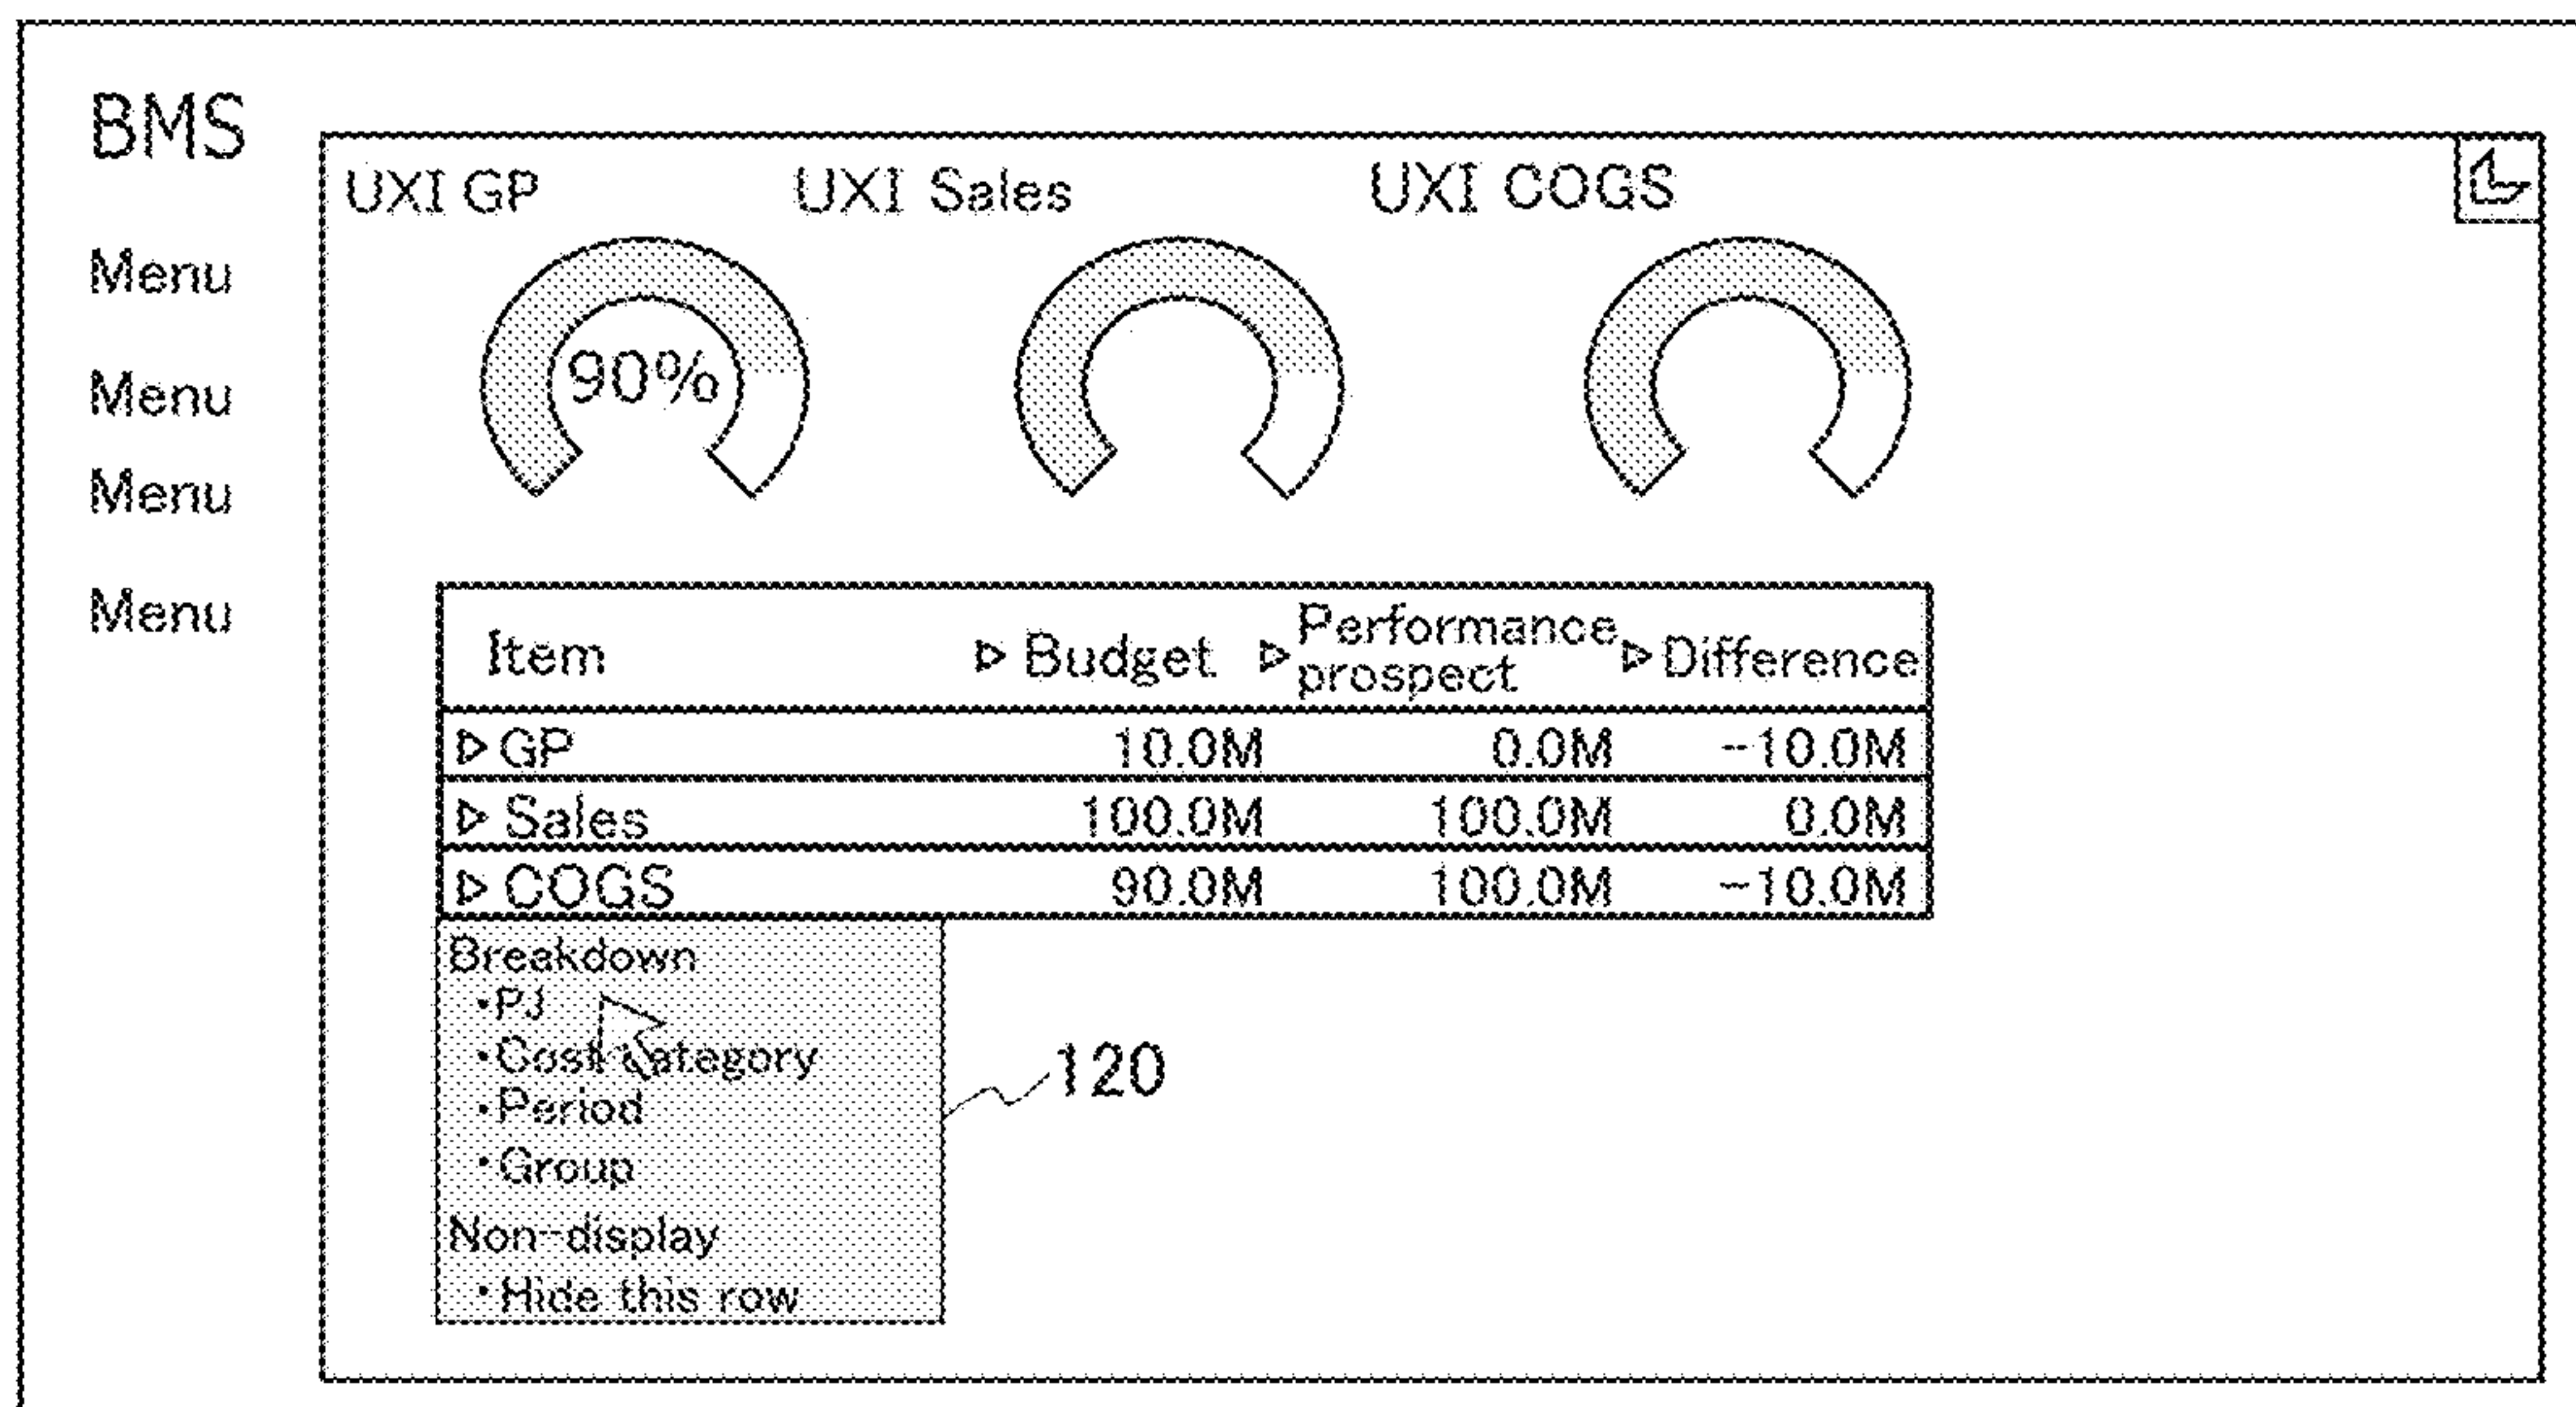 BMS
Menu
Menu
Menu
Menu
UXI GP
UXI Sales
UXI COGS
90%
Item ▷ Budget ▷ Performance prospect ▷ Difference
▷ GP 10.0M 0.0M -10.0M
▷ Sales 100.0M 100.0M 0.0M
▷ COGS 90.0M 100.0M -10.0M
Breakdown
・PJ
・Cost category
・Period
・Group
Non-display
・Hide this row
120